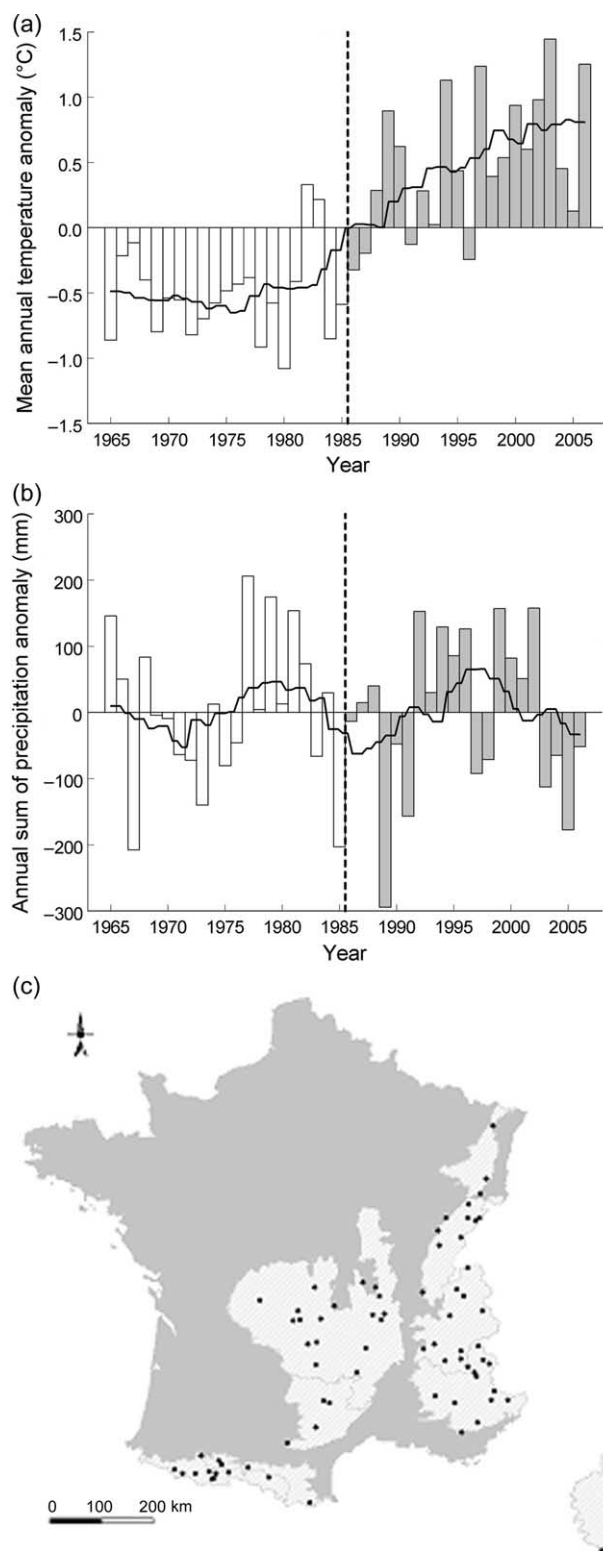 (a)
Mean annual temperature anomaly (°C)
1.5
1.0
0.5
0.0
−0.5
−1.0
−1.5
1965 1970 1975 1980 1985 1990 1995 2000 2005
Year
(b)
Annual sum of precipitation anomaly (mm)
300
200
100
0
−100
−200
−300
1965 1970 1975 1980 1985 1990 1995 2000 2005
Year
(c)
0 100 200 km